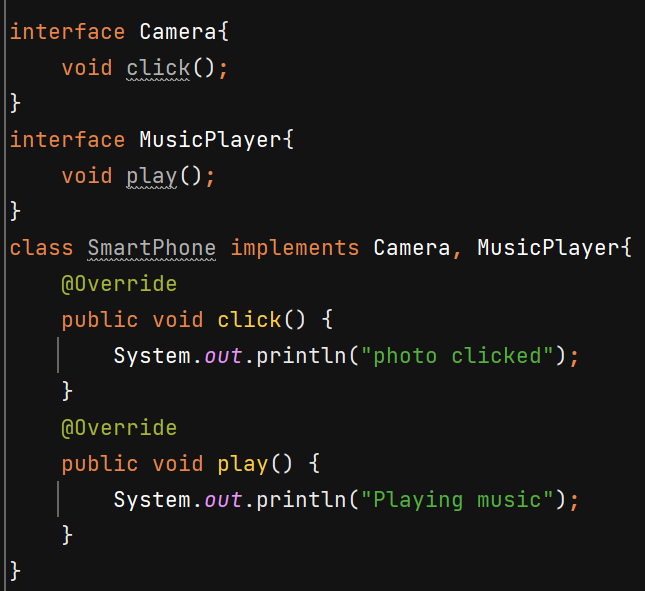 interface Camera{
    void click();
}
interface MusicPlayer{
    void play();
}
class SmartPhone implements Camera, MusicPlayer{
    @Override
    public void click() {
        System.out.println("photo clicked");
    }
    @Override
    public void play() {
        System.out.println("Playing music");
    }
}